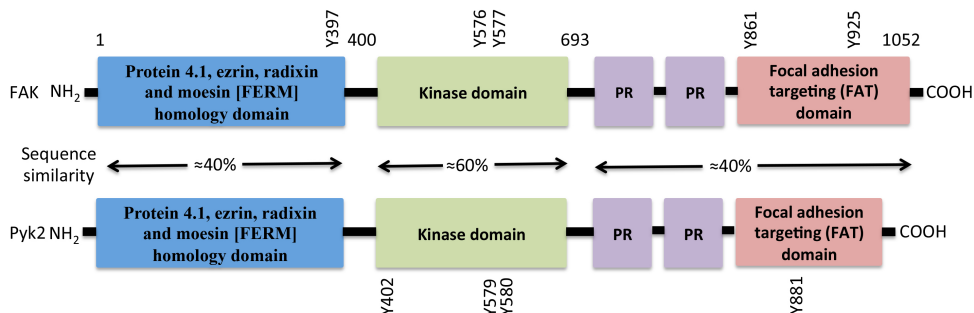 Y397 Y576 Y577 Y861 Y925
1 400 693 1052
Protein 4.1, ezrin, radixin
and moesin [FERM]
homology domain
Kinase domain
PR
PR
Focal adhesion
targeting (FAT)
domain
FAK NH2 COOH
Sequence
similarity
≈40% ≈60% ≈40%
Protein 4.1, ezrin, radixin
and moesin [FERM]
homology domain
Kinase domain
PR
PR
Focal adhesion
targeting (FAT)
domain
Pyk2 NH2 COOH
Y402 Y579 Y580 Y881